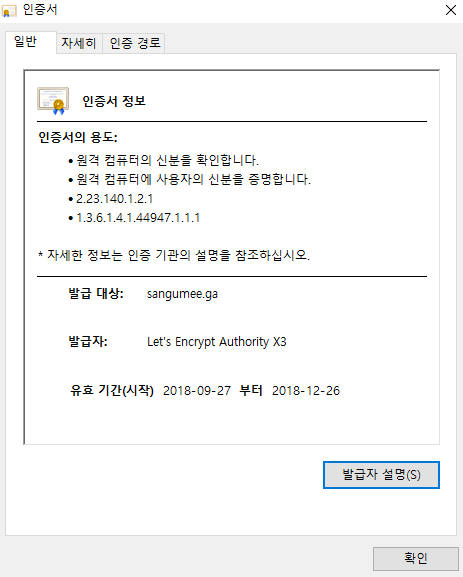 인증서
일반 자세히 인증 경로
인증서 정보
인증서의 용도:
• 원격 컴퓨터의 신분을 확인합니다.
• 원격 컴퓨터에 사용자의 신분을 증명합니다.
• 2.23.140.1.2.1
• 1.3.6.1.4.1.44947.1.1.1
* 자세한 정보는 인증 기관의 설명을 참조하십시오.
발급 대상: sangumee.ga
발급자: Let's Encrypt Authority X3
유효 기간(시작) 2018-09-27 부터 2018-12-26
발급자 설명(S)
확인